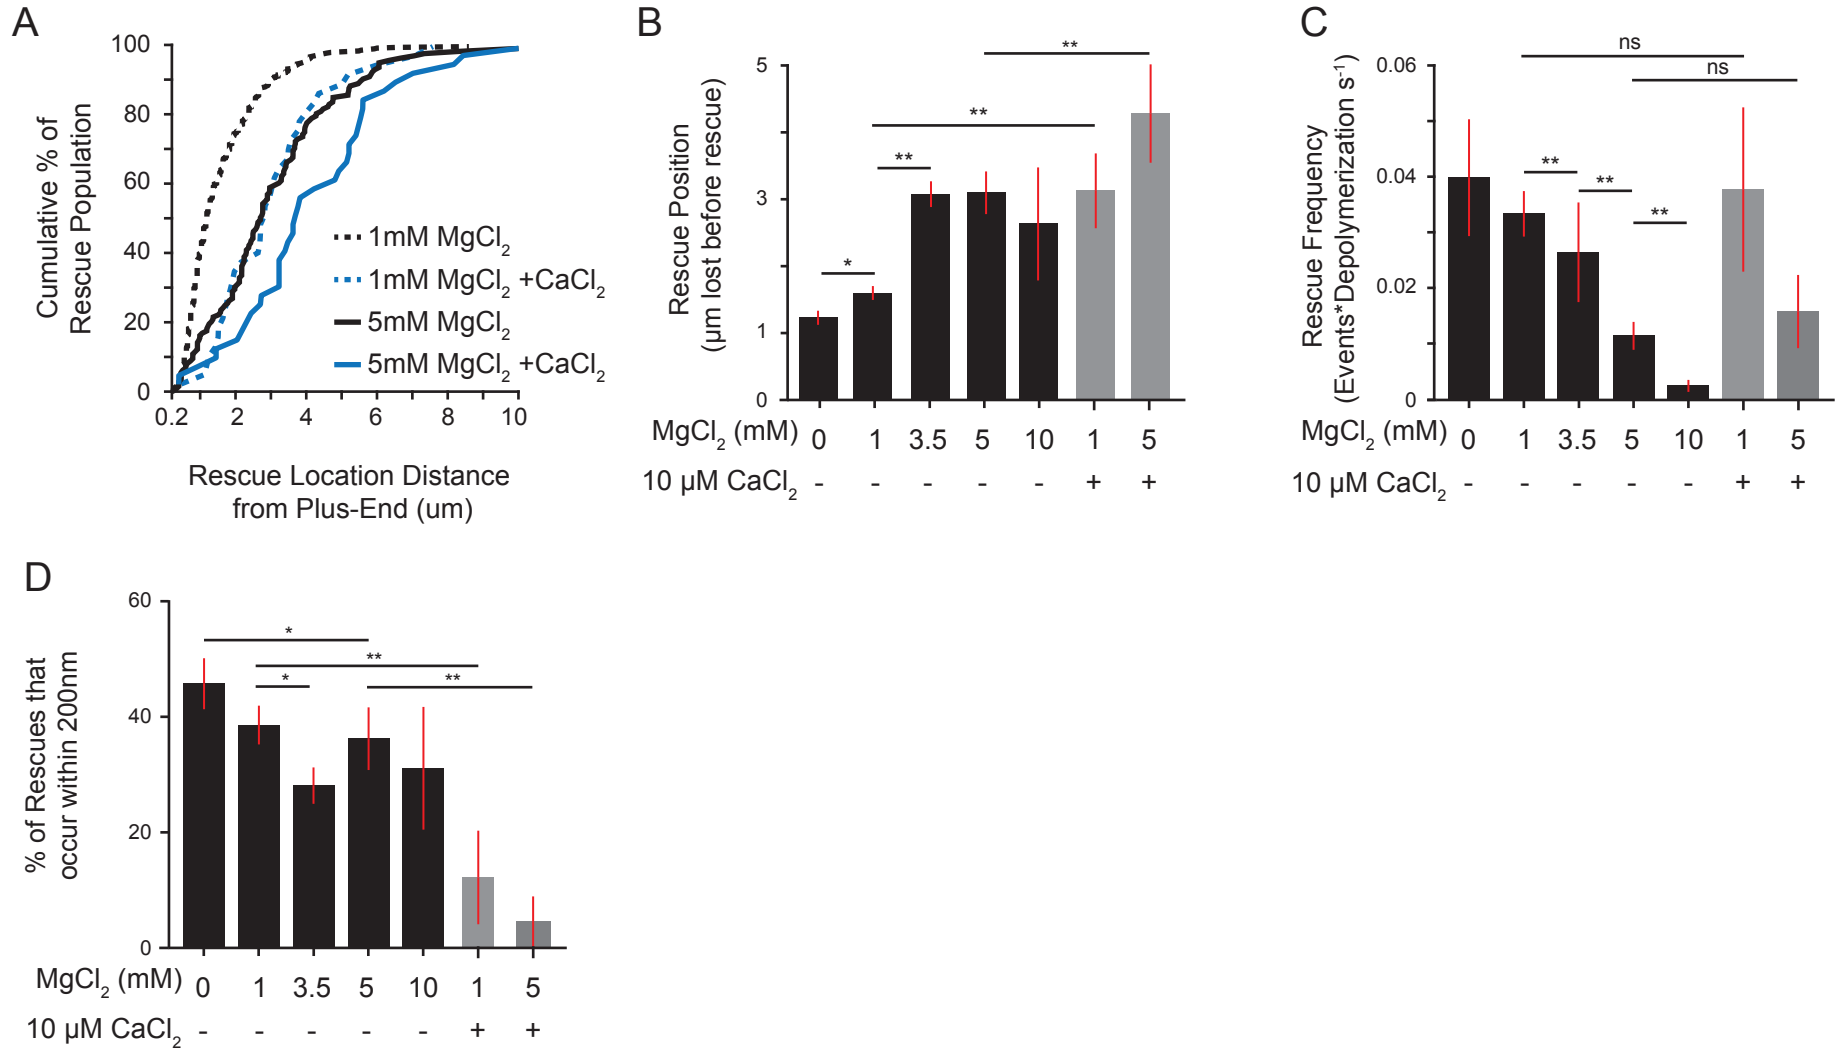 A
100
80
60
40
20
0
0.2
2
4
6
8
10
Cumulative % of
Rescue Population
1mM MgCl2
1mM MgCl2 +CaCl2
5mM MgCl2
5mM MgCl2 +CaCl2
Rescue Location Distance
from Plus-End (um)
B
Rescue Position
(µm lost before rescue)
5
3
1
0
*
**
**
**
MgCl2 (mM) 0 1 3.5 5 10 1 5
10 µM CaCl2 - - - - - + +
C
Rescue Frequency
(Events*Depolymerization s-1)
0.06
0.04
0.02
0
ns
ns
**
**
**
MgCl2 (mM) 0 1 3.5 5 10 1 5
10 µM CaCl2 - - - - - + +
D
% of Rescues that
occur within 200nm
60
40
20
0
*
**
*
**
MgCl2 (mM) 0 1 3.5 5 10 1 5
10 µM CaCl2 - - - - - + +